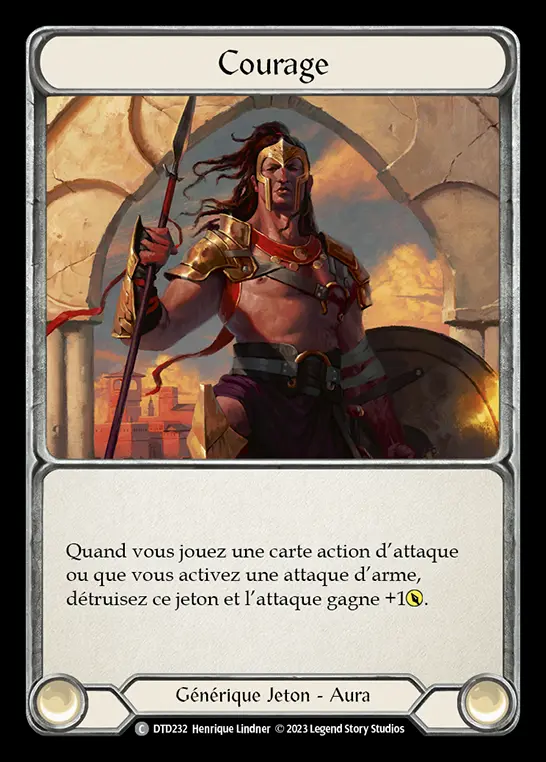 Courage
Quand vous jouez une carte action d'attaque
ou que vous activez une attaque d'arme,
détruisez ce jeton et l'attaque gagne +1.
Générique Jeton - Aura
C DTD232 Henrique Lindner © 2023 Legend Story Studios